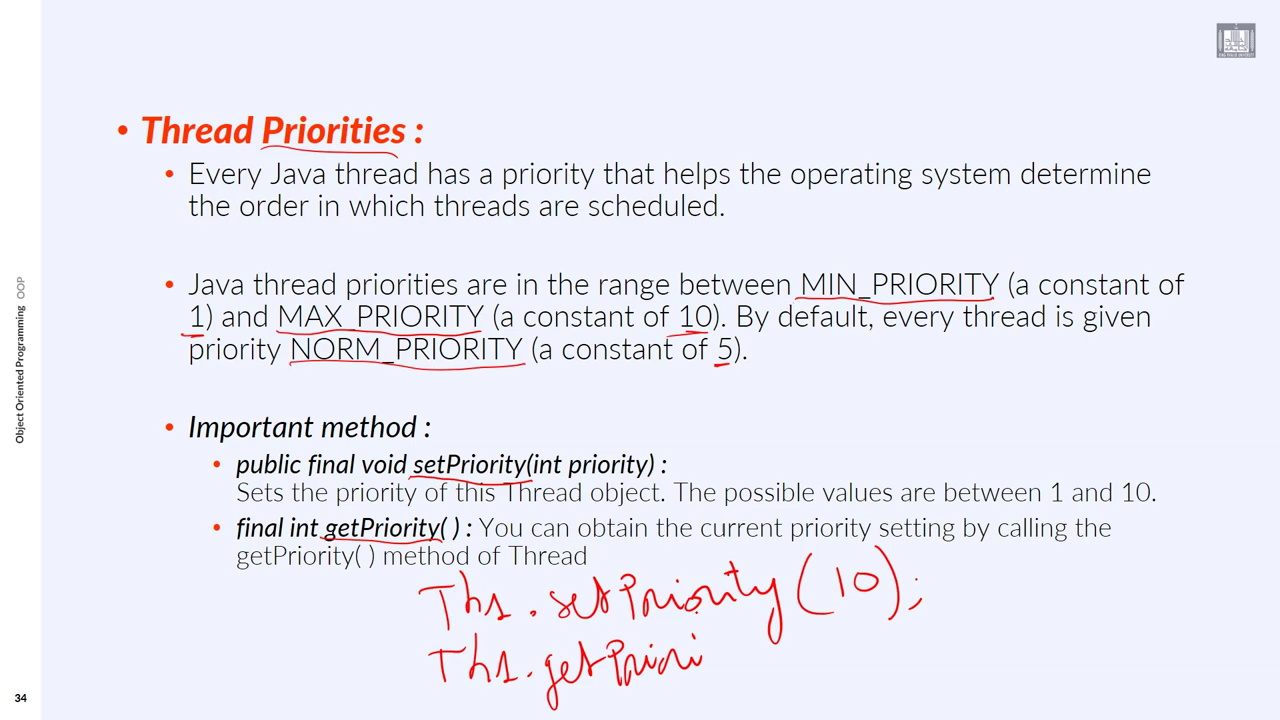 • Thread Priorities :
• Every Java thread has a priority that helps the operating system determine
the order in which threads are scheduled.
• Java thread priorities are in the range between MIN_PRIORITY (a constant of
1) and MAX_PRIORITY (a constant of 10). By default, every thread is given
priority NORM_PRIORITY (a constant of 5).
• Important method :
• public final void setPriority(int priority) :
Sets the priority of this Thread object. The possible values are between 1 and 10.
• final int getPriority( ) : You can obtain the current priority setting by calling the
getPriority( ) method of Thread
Th1.setPriority(10);
Th1.getPriori
Object Oriented Programming OOP
34